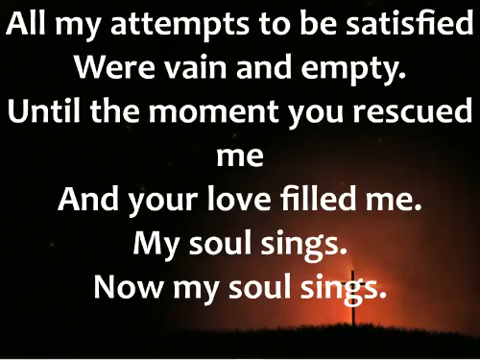 All my attempts to be satisfied
Were vain and empty.
Until the moment you rescued
me
And your love filled me.
My soul sings.
Now my soul sings.